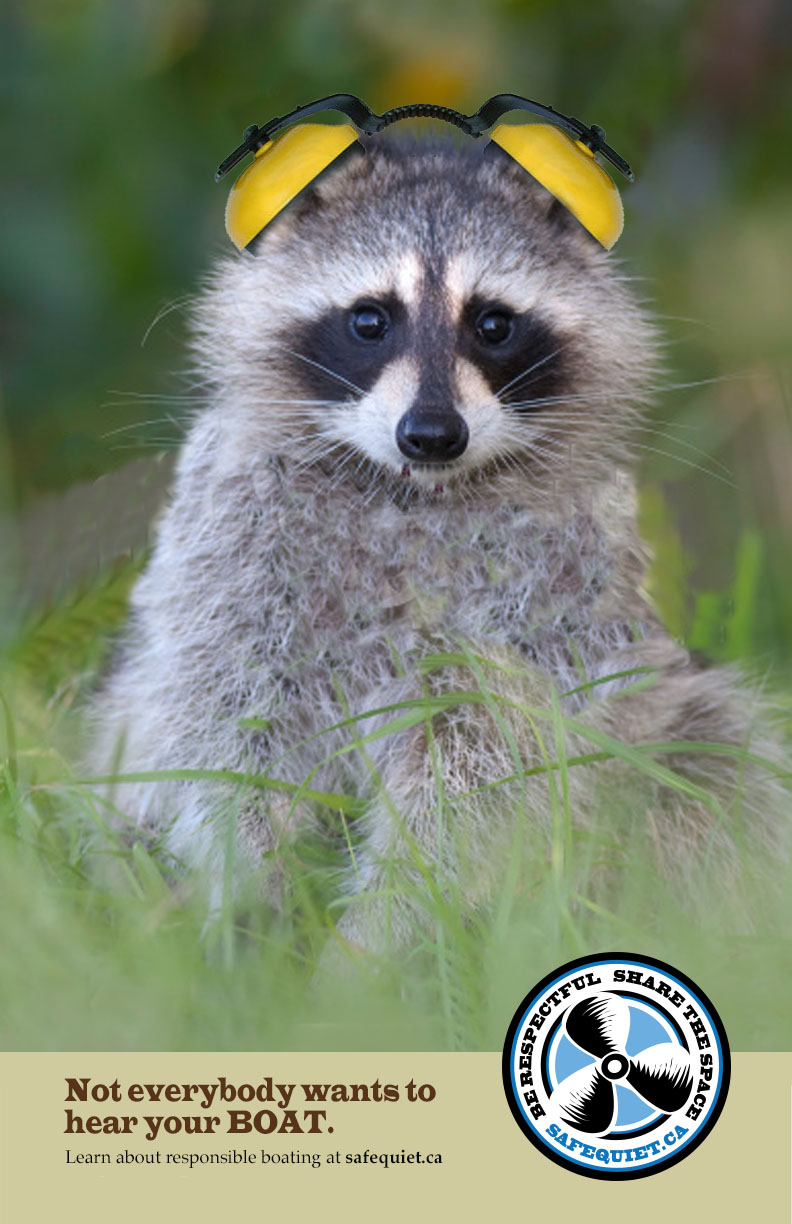 BE RESPECTFUL SHARE THE SPACE
SAFEQUIET.CA
Not everybody wants to
hear your BOAT.
Learn about responsible boating at safequiet.ca